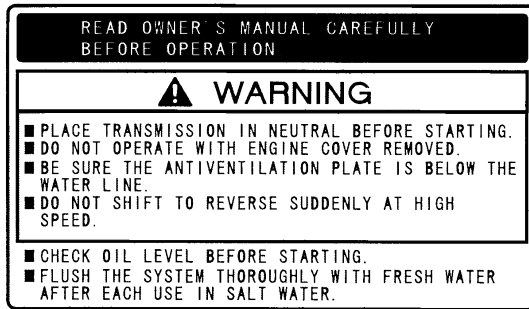 READ OWNER'S MANUAL CAREFULLY
BEFORE OPERATION
WARNING
■ PLACE TRANSMISSION IN NEUTRAL BEFORE STARTING.
■ DO NOT OPERATE WITH ENGINE COVER REMOVED.
■ BE SURE THE ANTIVENTILATION PLATE IS BELOW THE
WATER LINE.
■ DO NOT SHIFT TO REVERSE SUDDENLY AT HIGH
SPEED.
■ CHECK OIL LEVEL BEFORE STARTING.
■ FLUSH THE SYSTEM THOROUGHLY WITH FRESH WATER
AFTER EACH USE IN SALT WATER.